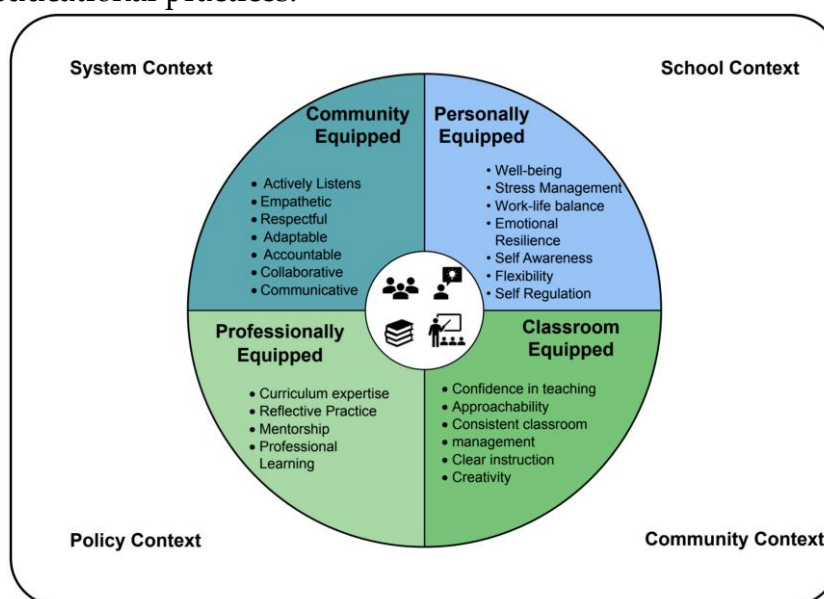 educational practices.
System Context
School Context
Community
Equipped
• Actively Listens
• Empathetic
• Respectful
• Adaptable
• Accountable
• Collaborative
• Communicative
Personally
Equipped
• Well-being
• Stress Management
• Work-life balance
• Emotional
Resilience
• Self Awareness
• Flexibility
• Self Regulation
Professionally
Equipped
• Curriculum expertise
• Reflective Practice
• Mentorship
• Professional
Learning
Classroom
Equipped
• Confidence in teaching
• Approachability
• Consistent classroom
• management
• Clear instruction
• Creativity
Policy Context
Community Context